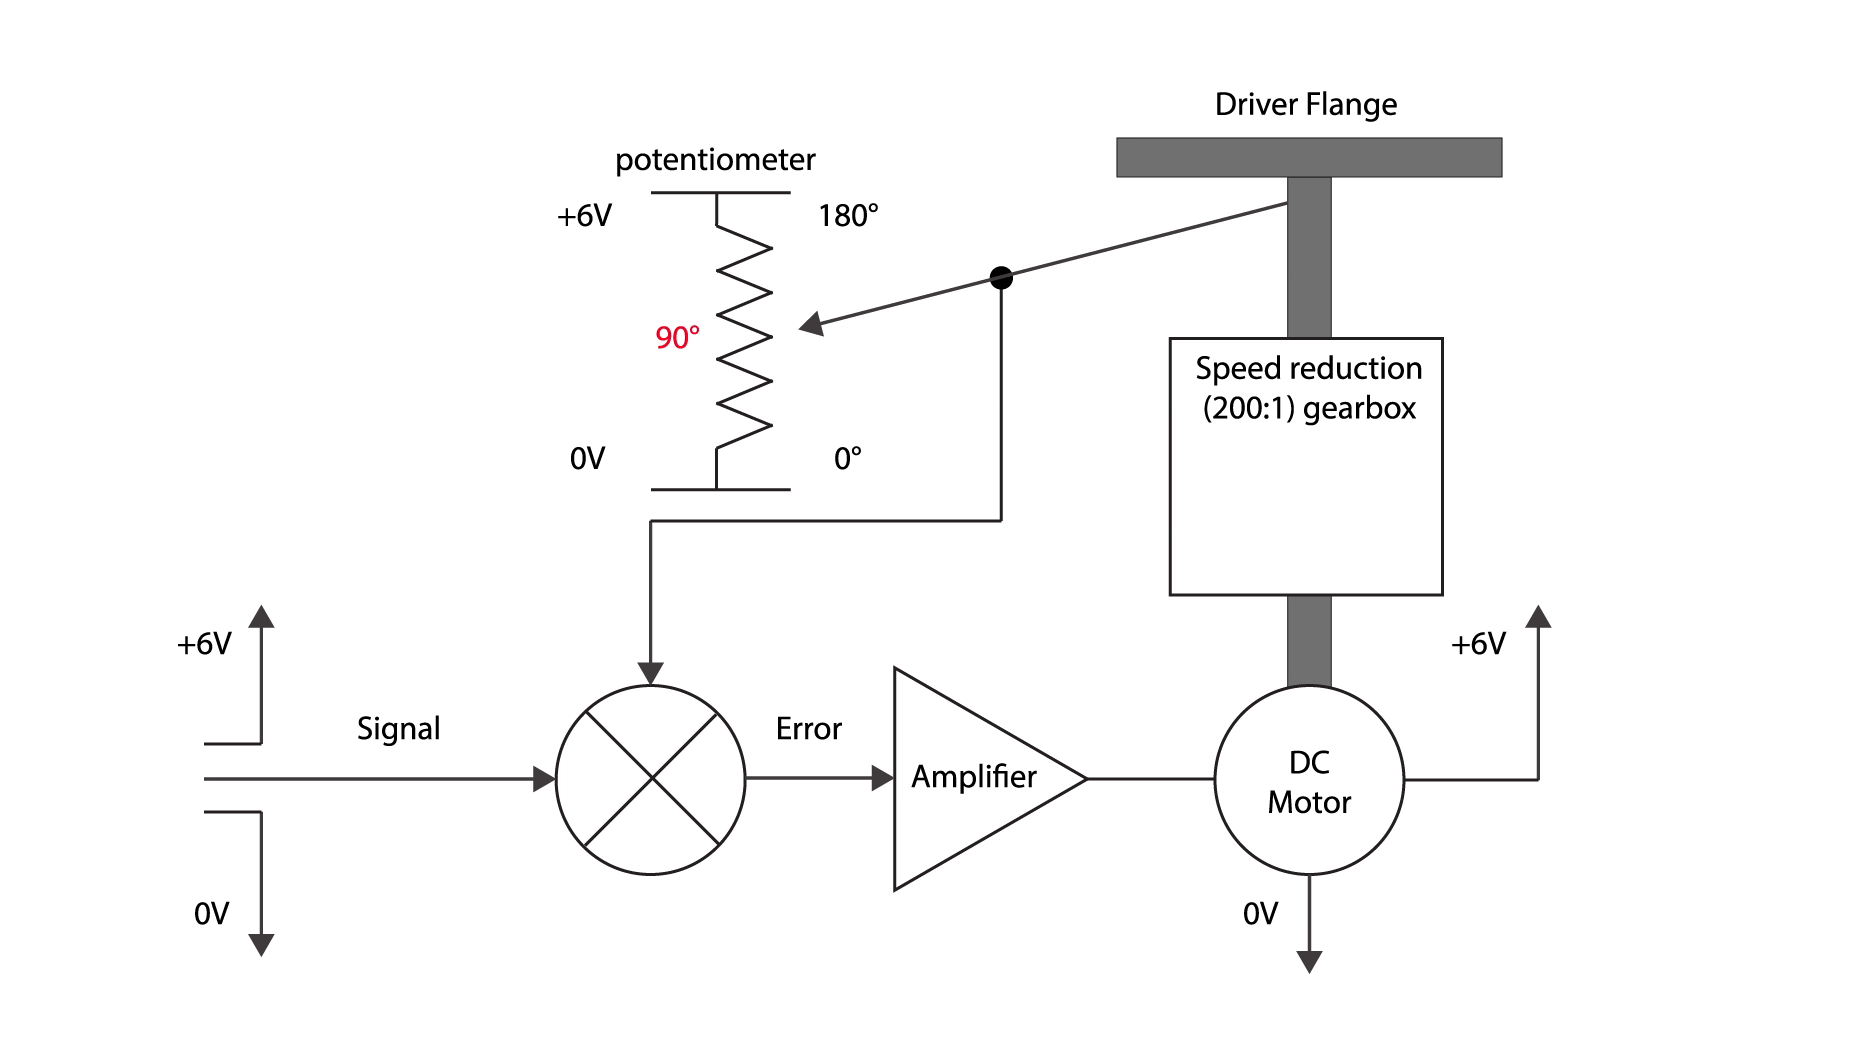 Driver Flange
potentiometer
+6V
180°
90°
0V
0°
Speed reduction
(200:1) gearbox
+6V
+6V
Signal
Error
Amplifier
DC
Motor
0V
0V